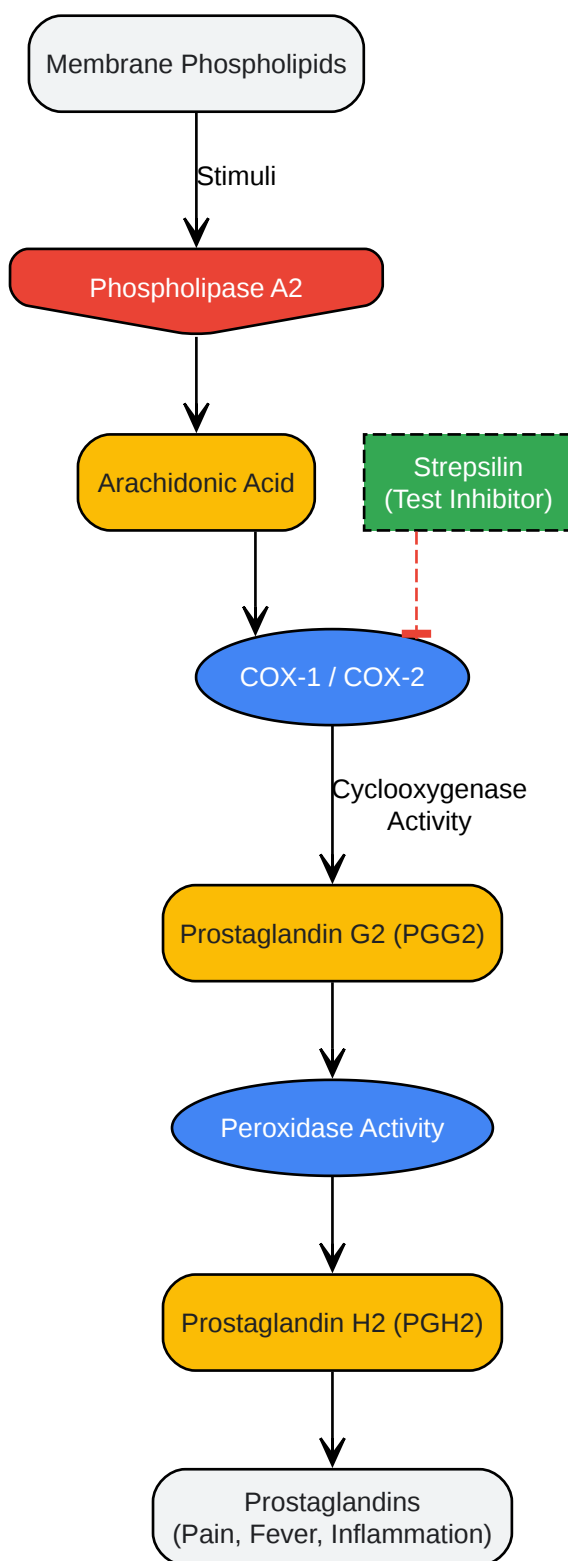 Membrane Phospholipids
Stimuli
Phospholipase A2
Arachidonic Acid
Strepsilin
(Test Inhibitor)
COX-1 / COX-2
Cyclooxygenase
Activity
Prostaglandin G2 (PGG2)
Peroxidase Activity
Prostaglandin H2 (PGH2)
Prostaglandins
(Pain, Fever, Inflammation)